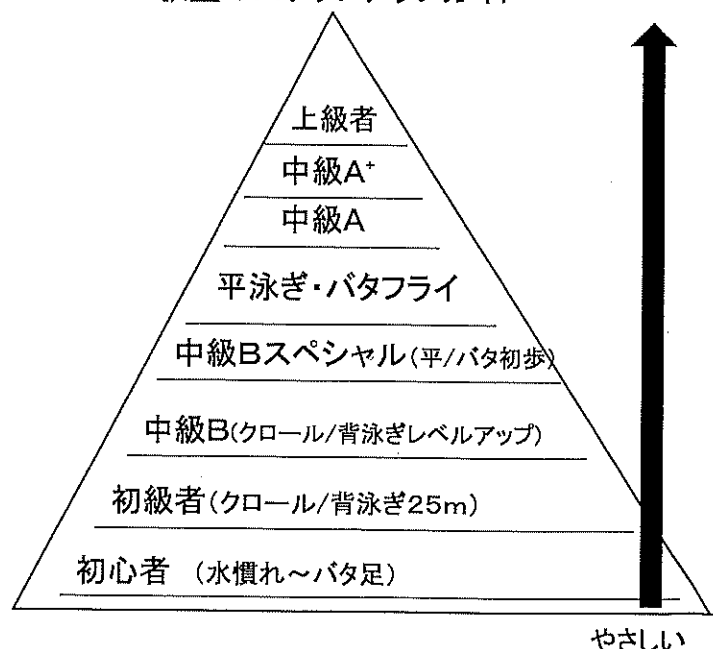 上級者
中級A⁺
中級A
平泳ぎ・バタフライ
中級Bスペシャル(平/バタ初歩)
中級B(クロール/背泳ぎレベルアップ)
初級者(クロール/背泳ぎ25m)
初心者 (水慣れ～バタ足)
やさしい